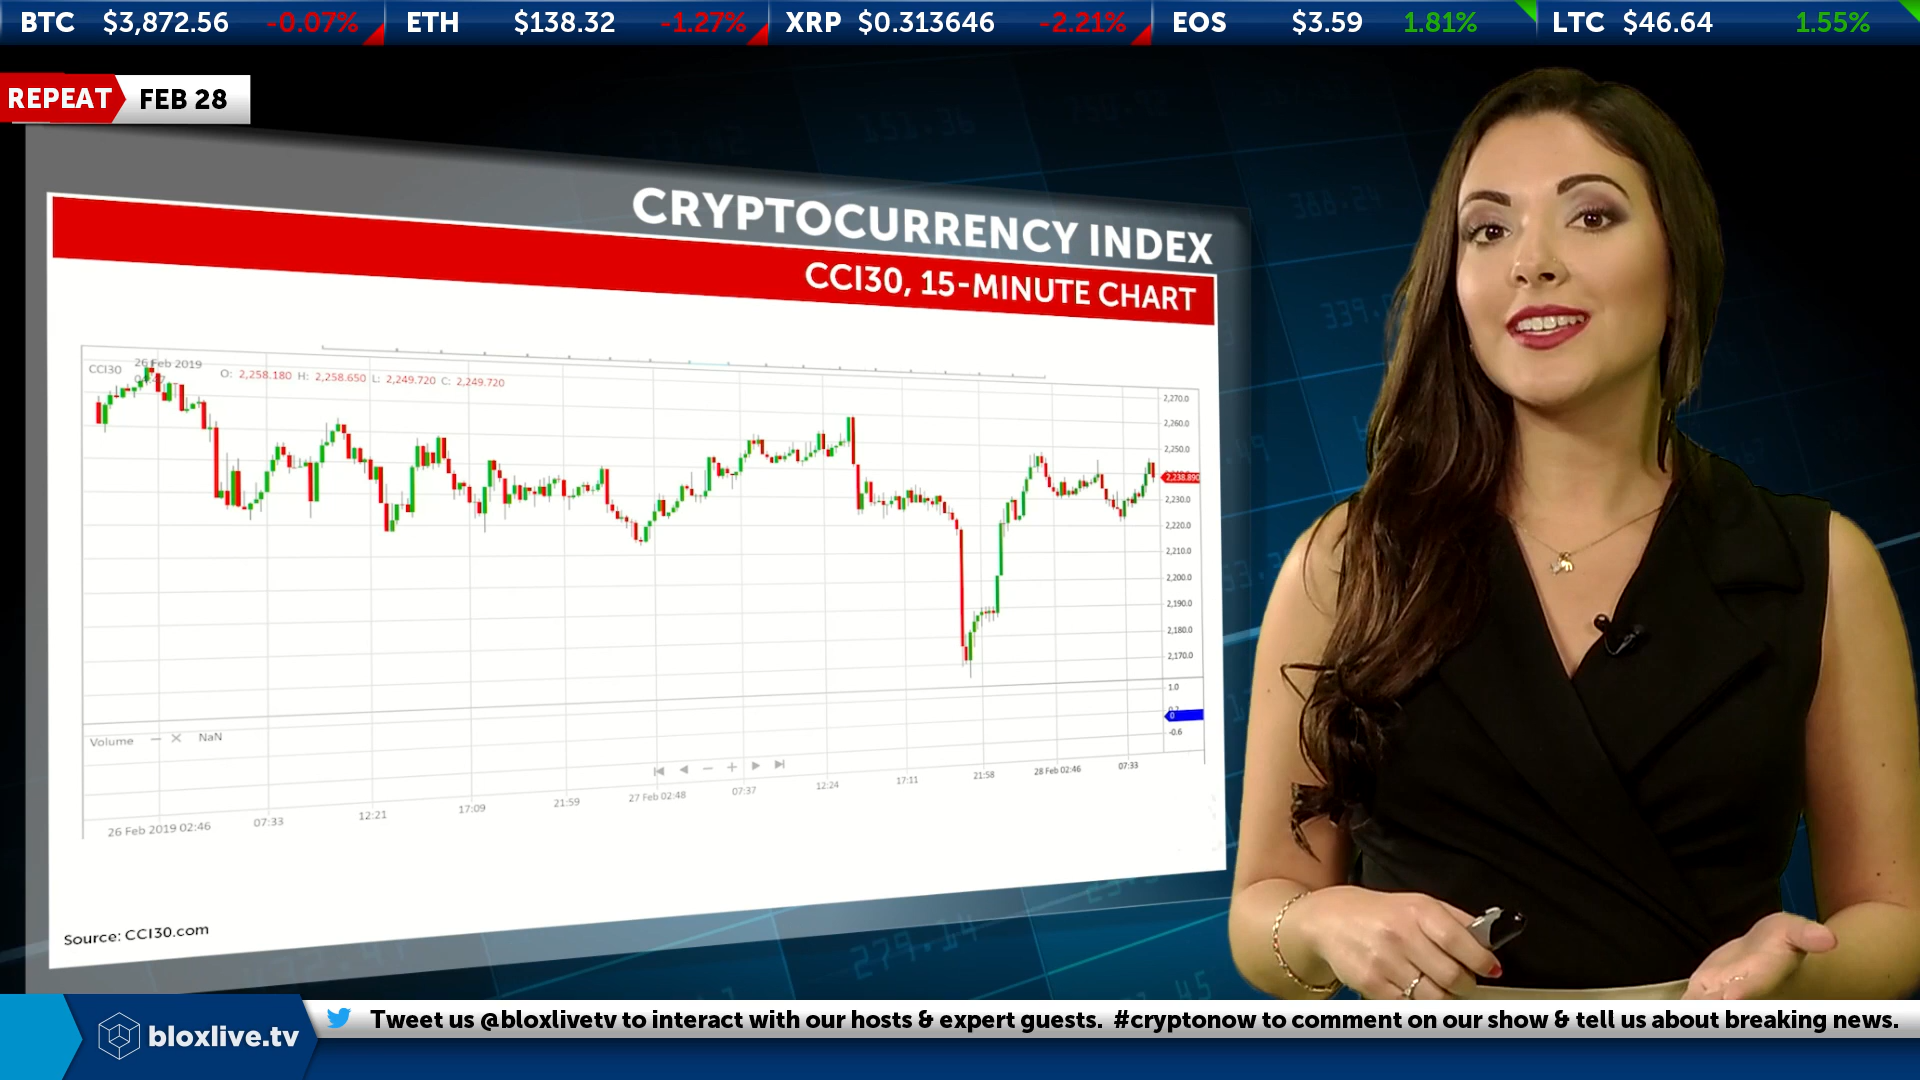 BTC $3,872.56 -0.07% ETH $138.32 -1.27% XRP $0.313646 -2.21% EOS $3.59 1.81% LTC $46.64 1.55%
REPEAT FEB 28
CRYPTOCURRENCY INDEX
CCI30, 15-MINUTE CHART
CCI30 26 Feb 2019
O: 2,258.180 H: 2,258.650 L: 2,249.720 C: 2,249.720
2,270.0
2,260.0
2,250.0
2,238.890
2,230.0
2,220.0
2,210.0
2,200.0
2,190.0
2,180.0
2,170.0
1.0
0
-0.6
Volume NaN
26 Feb 2019 02:46 07:33 12:21 17:09 21:59 27 Feb 02:48 07:37 12:24 17:11 21:58 28 Feb 02:46 07:33
Source: CCI30.com
bloxlive.tv
Tweet us @bloxlivetv to interact with our hosts & expert guests. #cryptonow to comment on our show & tell us about breaking news.